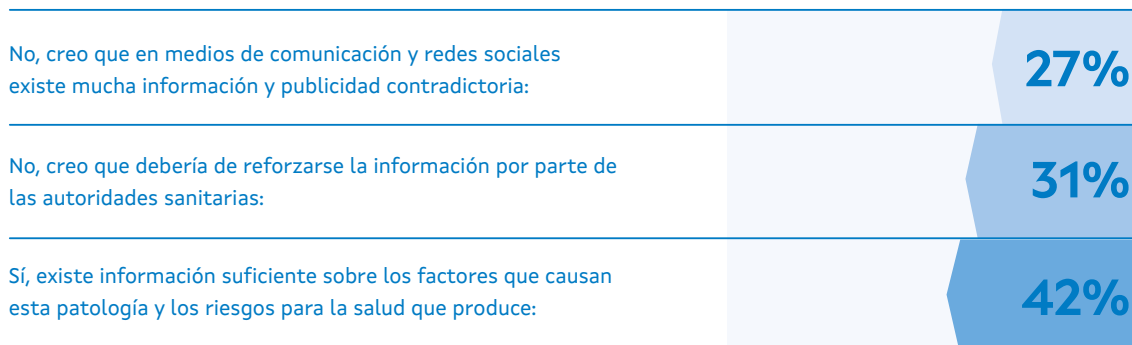 No, creo que en medios de comunicación y redes sociales
existe mucha información y publicidad contradictoria:
27%
No, creo que debería de reforzarse la información por parte de
las autoridades sanitarias:
31%
Sí, existe información suficiente sobre los factores que causan
esta patología y los riesgos para la salud que produce:
42%